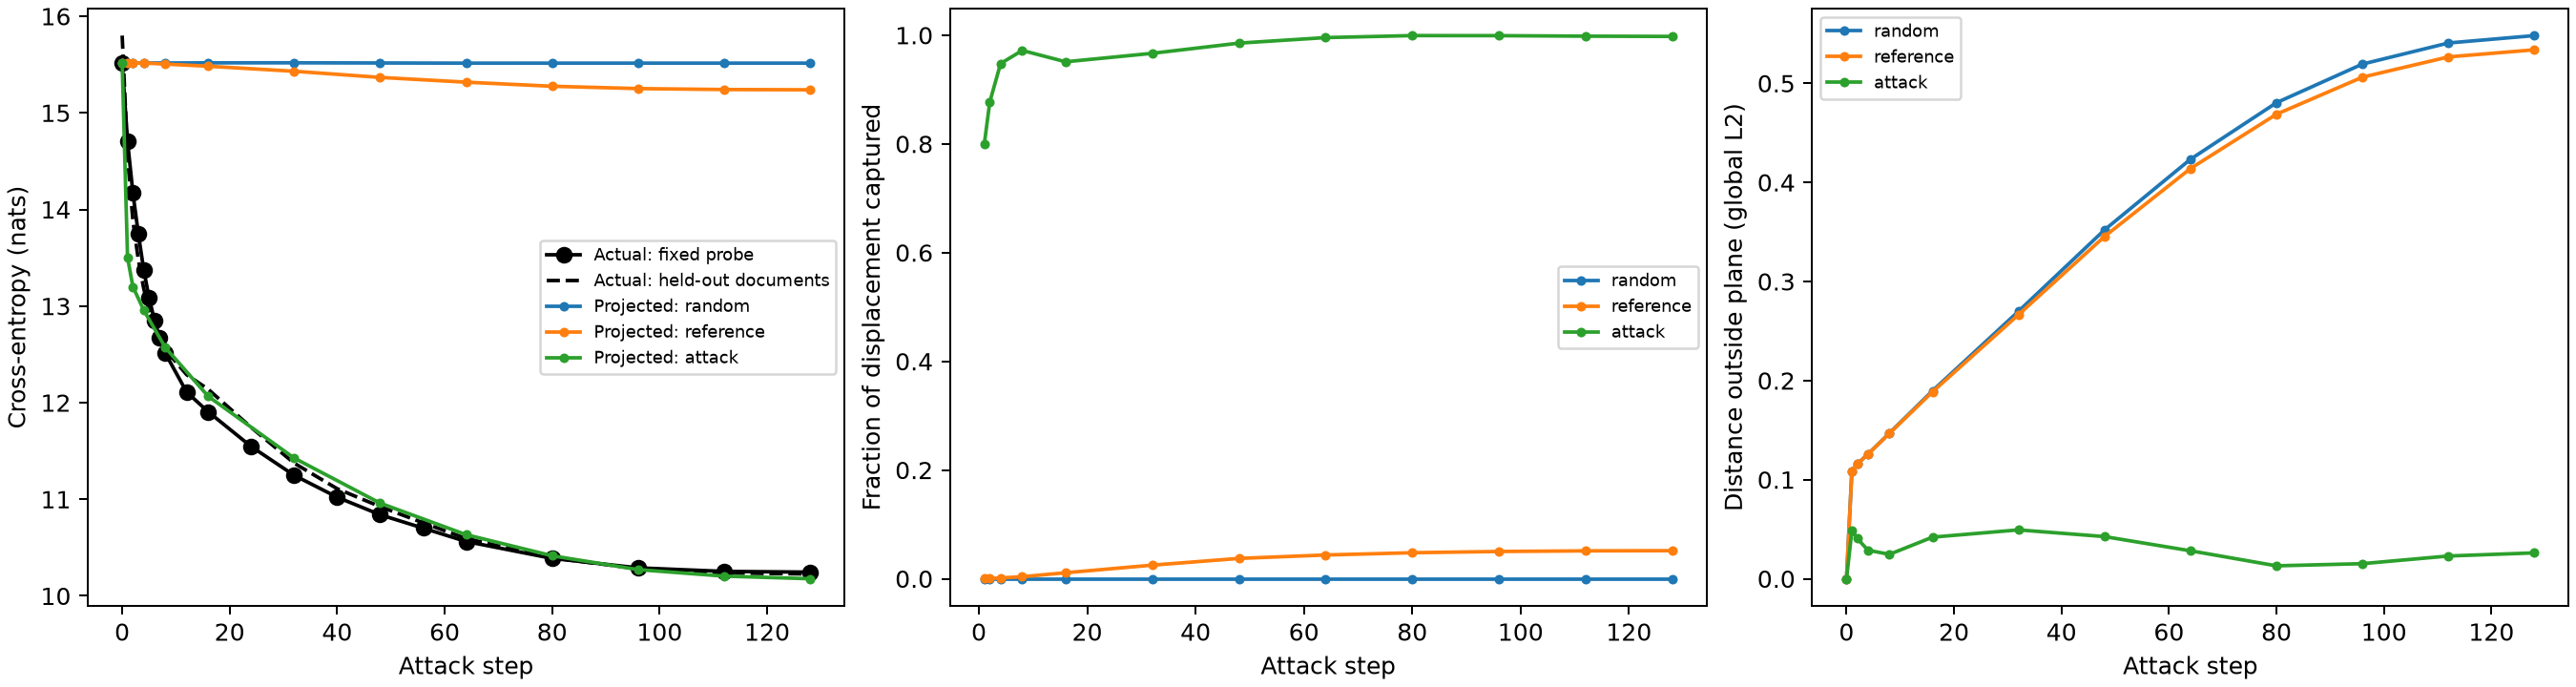 Cross-entropy (nats)
16
15
14
13
12
11
10
0
20
40
60
80
100
120
Attack step
Actual: fixed probe
Actual: held-out documents
Projected: random
Projected: reference
Projected: attack
Fraction of displacement captured
1.0
0.8
0.6
0.4
0.2
0.0
0
20
40
60
80
100
120
Attack step
random
reference
attack
Distance outside plane (global L2)
0.5
0.4
0.3
0.2
0.1
0.0
0
20
40
60
80
100
120
Attack step
random
reference
attack